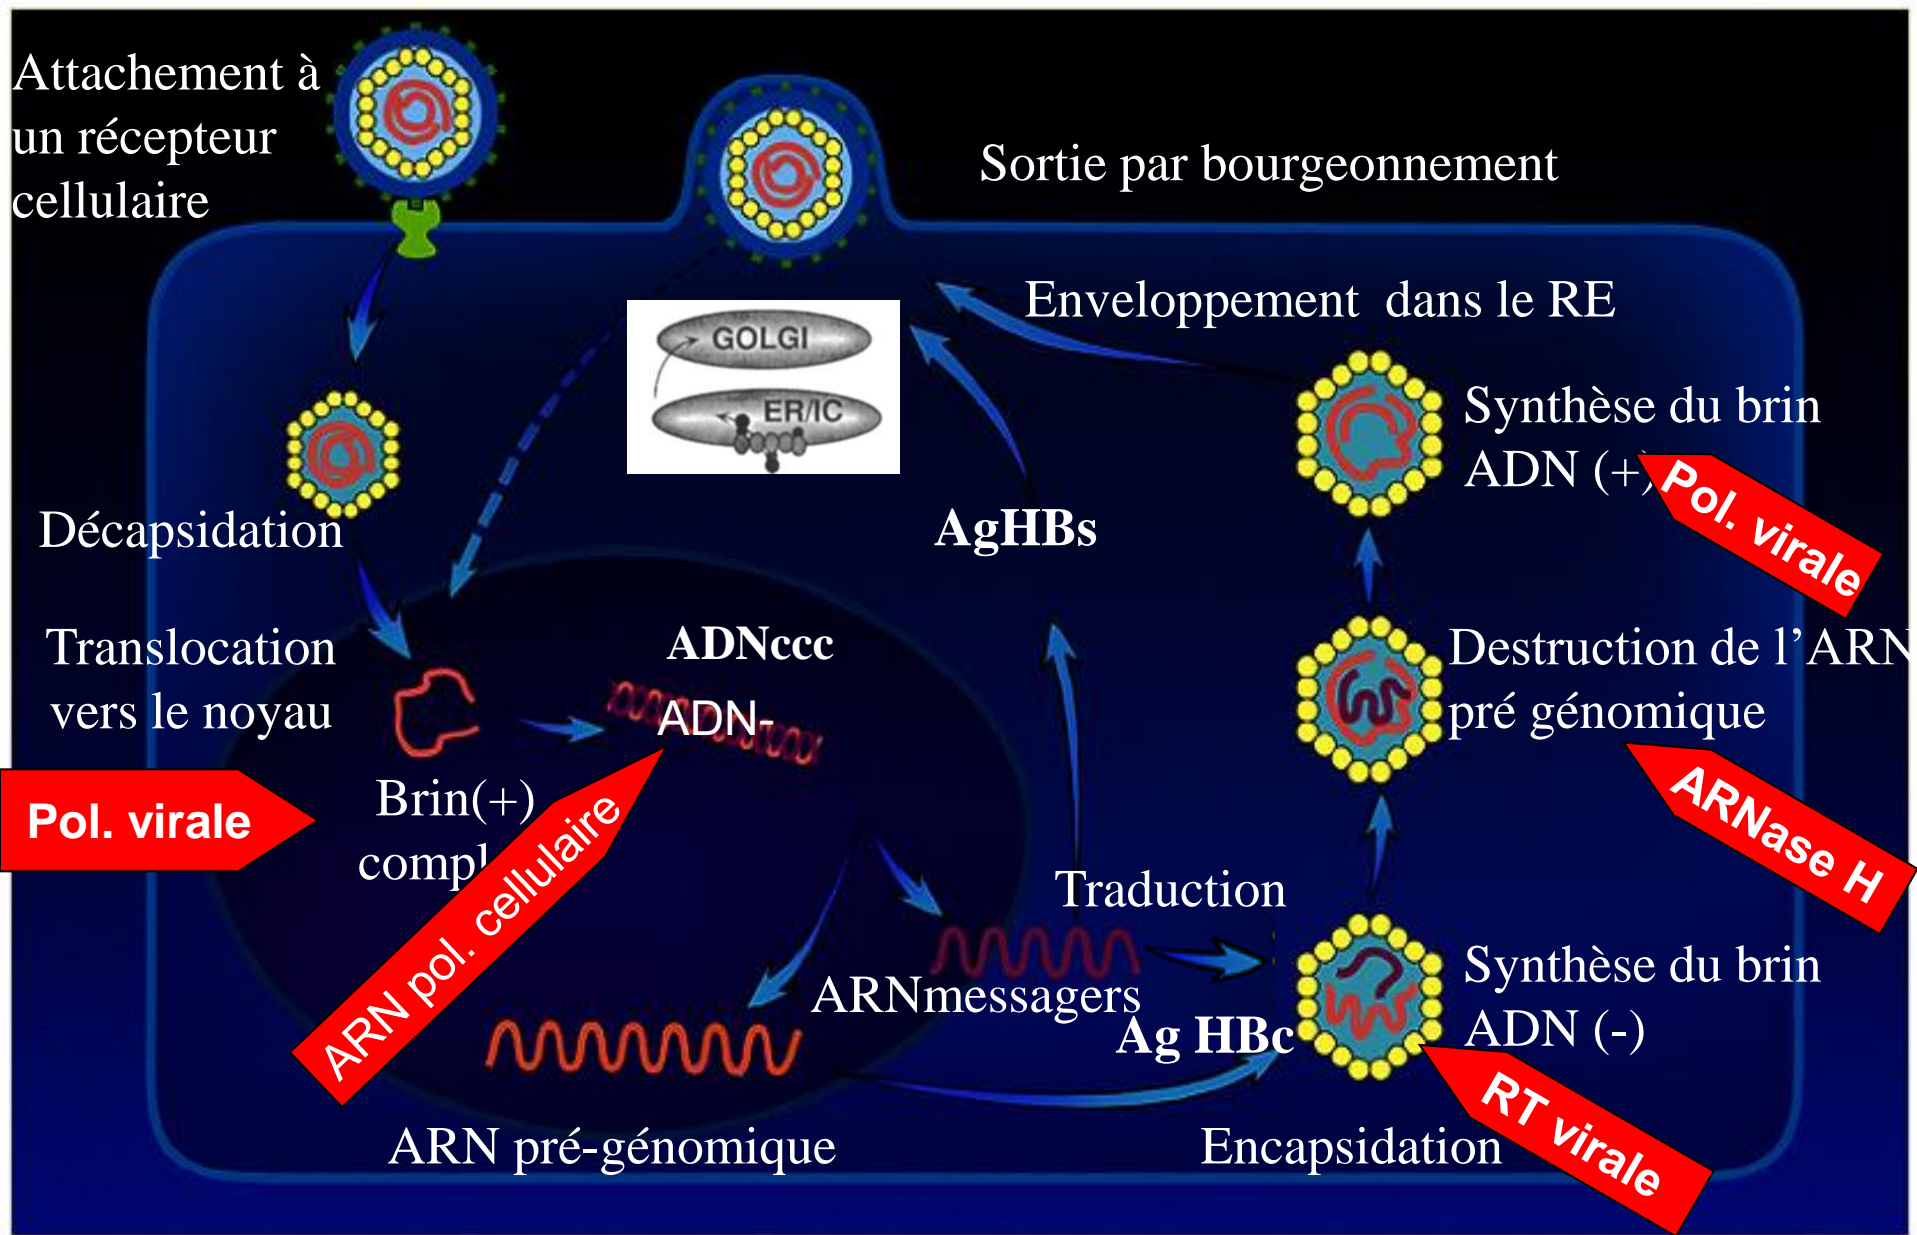 Attachement à
un récepteur
cellulaire
Sortie par bourgeonnement
Enveloppement dans le RE
GOLGI
ER/IC
Synthèse du brin
ADN (+)
Pol. virale
Décapsidation
AgHBs
Translocation
vers le noyau
ADNccc
ADN-
Destruction de l’ARN
pré génomique
ARNase H
Pol. virale
Brin(+)
compl
ARN pol. cellulaire
Traduction
ARNmessagers
Ag HBc
Synthèse du brin
ADN (-)
RT virale
ARN pré-génomique
Encapsidation